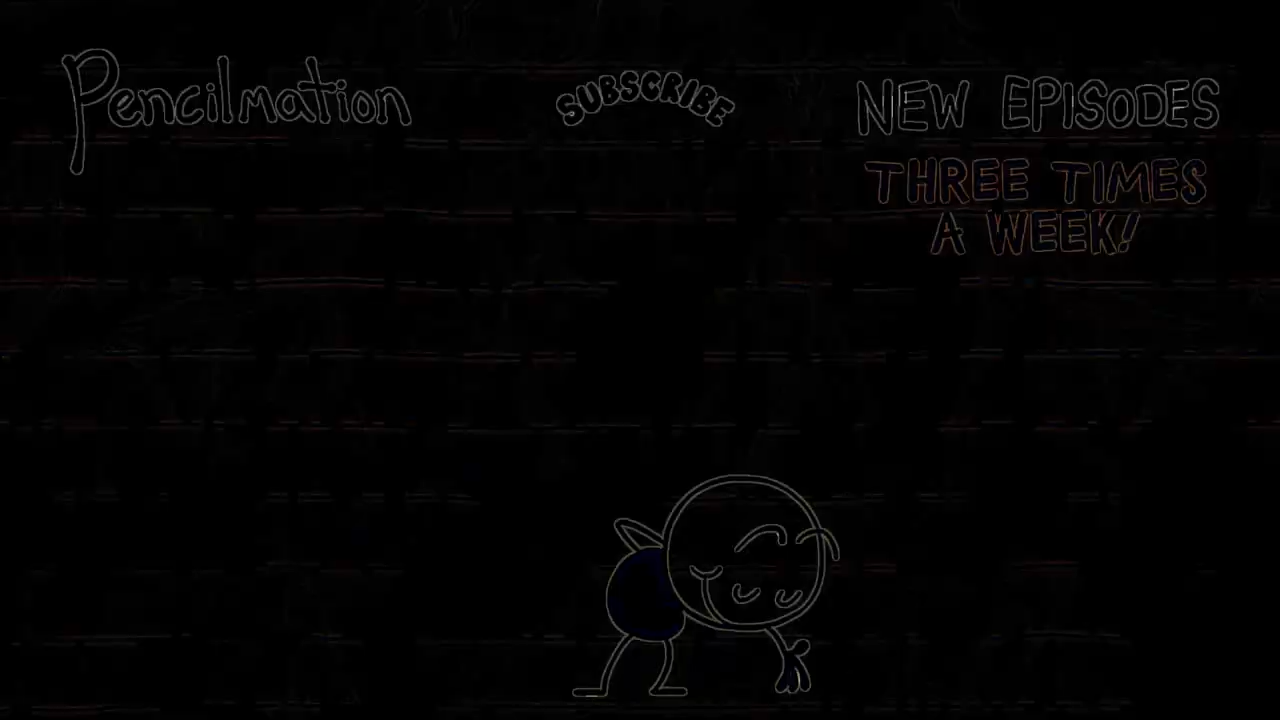 Pencilmation
SUBSCRIBE
NEW EPISODES
THREE TIMES
A WEEK!